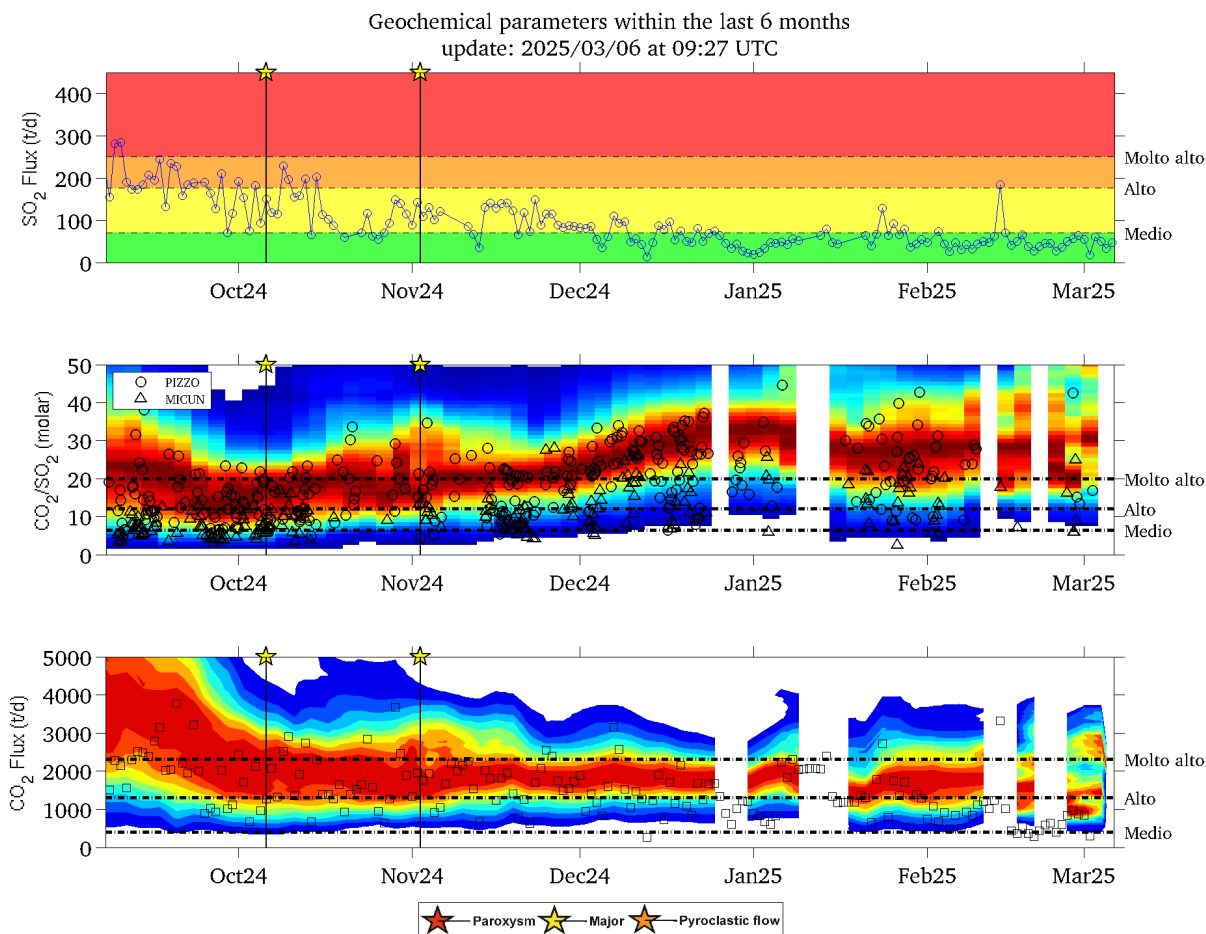 Geochemical parameters within the last 6 months
update: 2025/03/06 at 09:27 UTC
SO2 Flux (t/d)
400
300
200
100
0
Molto alto
Alto
Medio
Oct24 Nov24 Dec24 Jan25 Feb25 Mar25
CO2/SO2 (molar)
50
40
30
20
10
0
PIZZO
MICUN
Molto alto
Alto
Medio
Oct24 Nov24 Dec24 Jan25 Feb25 Mar25
CO2 Flux (t/d)
5000
4000
3000
2000
1000
0
Molto alto
Alto
Medio
Oct24 Nov24 Dec24 Jan25 Feb25 Mar25
Paroxysm Major Pyroclastic flow